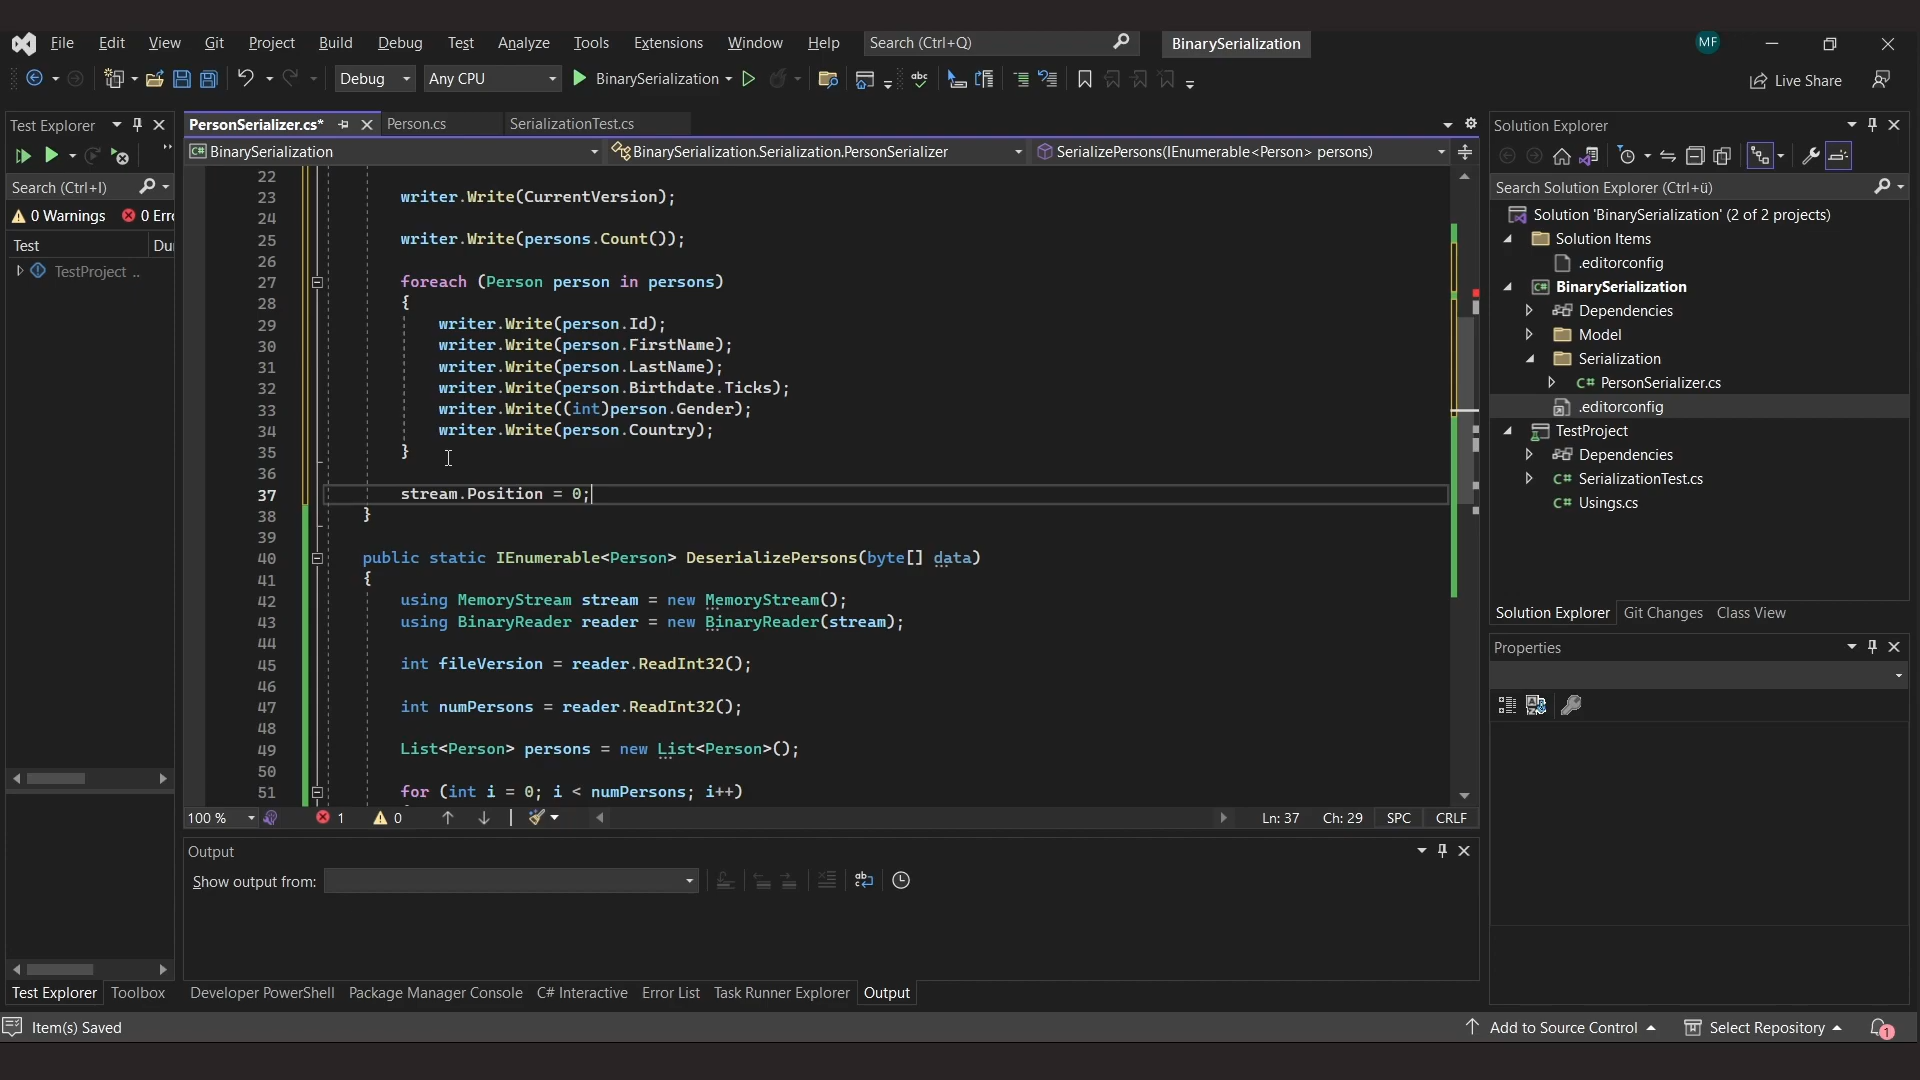 File Edit View Git Project Build Debug Test Analyze Tools Extensions Window Help Search (Ctrl+Q) BinarySerialization MF
Debug Any CPU BinarySerialization Live Share
Test Explorer
Search (Ctrl+I)
0 Warnings 0 Erro
Test Du
TestProject ..
PersonSerializer.cs* Person.cs SerializationTest.cs
BinarySerialization BinarySerialization.Serialization.PersonSerializer SerializePersons(IEnumerable<Person> persons)
22
23 writer.Write(CurrentVersion);
24
25 writer.Write(persons.Count());
26
27 foreach (Person person in persons)
28 {
29 writer.Write(person.Id);
30 writer.Write(person.FirstName);
31 writer.Write(person.LastName);
32 writer.Write(person.Birthdate.Ticks);
33 writer.Write((int)person.Gender);
34 writer.Write(person.Country);
35 }
36
37 stream.Position = 0;
38 }
39
40 public static IEnumerable<Person> DeserializePersons(byte[] data)
41 {
42 using MemoryStream stream = new MemoryStream();
43 using BinaryReader reader = new BinaryReader(stream);
44
45 int fileVersion = reader.ReadInt32();
46
47 int numPersons = reader.ReadInt32();
48
49 List<Person> persons = new List<Person>();
50
51 for (int i = 0; i < numPersons; i++)
100 % 1 0 Ln: 37 Ch: 29 SPC CRLF
Output
Show output from:
Test Explorer Toolbox Developer PowerShell Package Manager Console C# Interactive Error List Task Runner Explorer Output
Solution Explorer
Search Solution Explorer (Ctrl+ü)
Solution 'BinarySerialization' (2 of 2 projects)
Solution Items
.editorconfig
C# BinarySerialization
Dependencies
Model
Serialization
C# PersonSerializer.cs
.editorconfig
TestProject
Dependencies
C# SerializationTest.cs
C# Usings.cs
Solution Explorer Git Changes Class View
Properties
Item(s) Saved Add to Source Control Select Repository 1